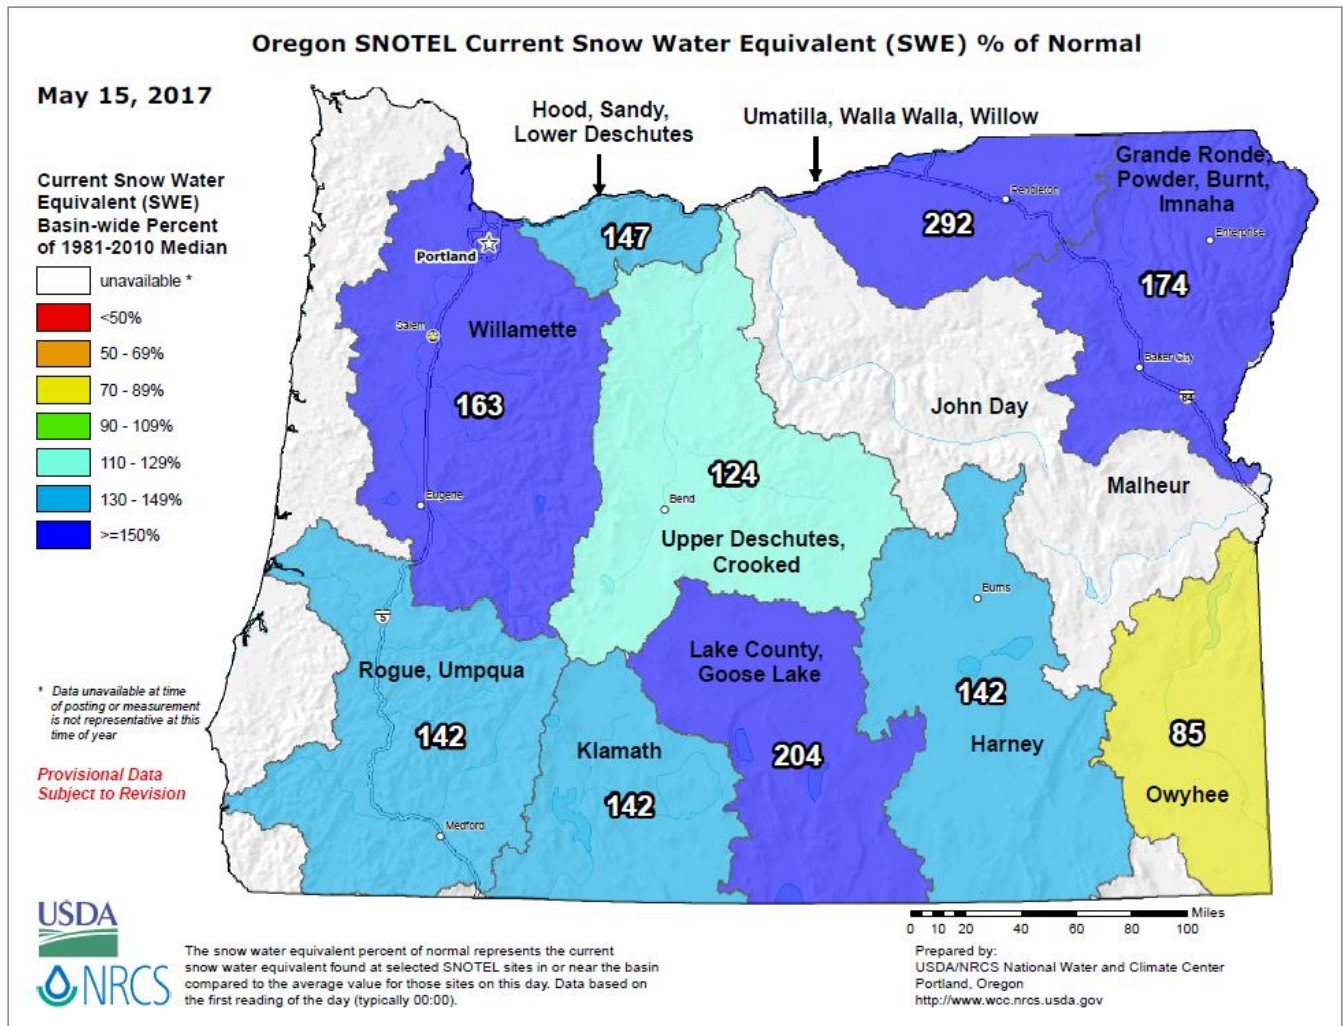 Oregon SNOTEL Current Snow Water Equivalent (SWE) % of Normal
May 15, 2017
Current Snow Water
Equivalent (SWE)
Basin-wide Percent
of 1981-2010 Median
unavailable *
<50%
50 - 69%
70 - 89%
90 - 109%
110 - 129%
130 - 149%
>=150%
* Data unavailable at time
of posting or measurement
is not representative at this
time of year
Provisional Data
Subject to Revision
Hood, Sandy,
Lower Deschutes
Umatilla, Walla Walla, Willow
Grande Ronde,
Powder, Burnt,
Imnaha
Pendleton
292
147
Enterprise
Portland
174
Salem
Willamette
Baker City
84
163
John Day
124
Malheur
Eugene
Bend
Upper Deschutes,
Crooked
Burns
5
Lake County,
Goose Lake
Rogue, Umpqua
142
142
Harney
85
Owyhee
Klamath
142
204
Medford
USDA
NRCS
The snow water equivalent percent of normal represents the current
snow water equivalent found at selected SNOTEL sites in or near the basin
compared to the average value for those sites on this day. Data based on
the first reading of the day (typically 00:00).
Miles
0 10 20 40 60 80 100
Prepared by:
USDA/NRCS National Water and Climate Center
Portland, Oregon
http://www.wcc.nrcs.usda.gov